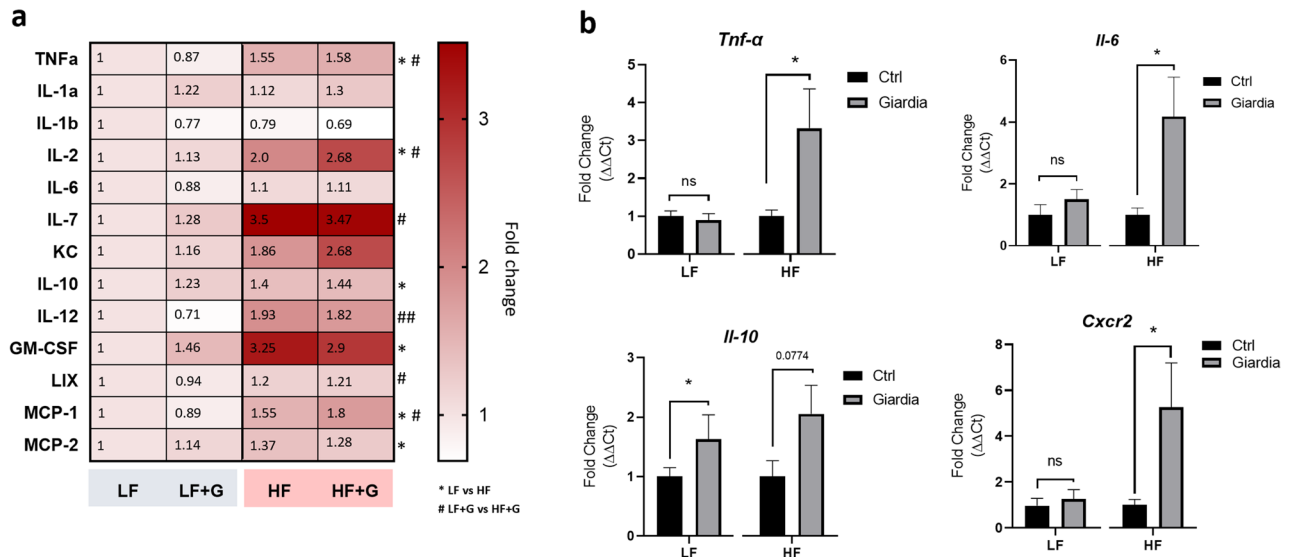 a
TNFa 1 0.87 1.55 1.58 * #
IL-1a 1 1.22 1.12 1.3
IL-1b 1 0.77 0.79 0.69
IL-2 1 1.13 2.0 2.68 * #
IL-6 1 0.88 1.1 1.11
IL-7 1 1.28 3.5 3.47 #
KC 1 1.16 1.86 2.68
IL-10 1 1.23 1.4 1.44 *
IL-12 1 0.71 1.93 1.82 ##
GM-CSF 1 1.46 3.25 2.9 *
LIX 1 0.94 1.2 1.21 #
MCP-1 1 0.89 1.55 1.8 * #
MCP-2 1 1.14 1.37 1.28 *
LF LF+G HF HF+G
3
2
1
Fold change
* LF vs HF
# LF+G vs HF+G
b
Tnf-α
Fold Change
(ΔΔCt)
5
4
3
2
1
0
ns
*
LF HF
Ctrl
Giardia
Il-6
Fold Change
(ΔΔCt)
6
4
2
0
ns
*
LF HF
Ctrl
Giardia
Il-10
Fold Change
(ΔΔCt)
3
2
1
0
*
0.0774
LF HF
Ctrl
Giardia
Cxcr2
Fold Change
(ΔΔCt)
8
6
4
2
0
ns
*
LF HF
Ctrl
Giardia